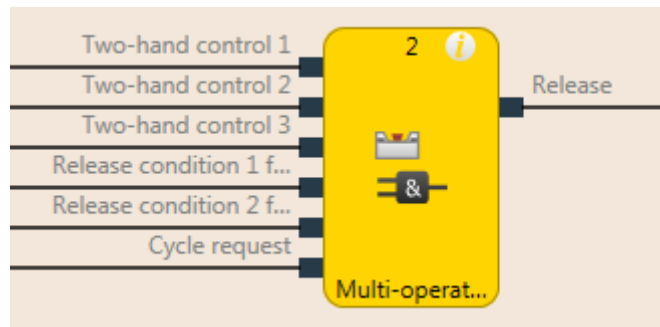 Two-hand control 1
Two-hand control 2
Two-hand control 3
Release condition 1 f...
Release condition 2 f...
Cycle request
2 i
&
Multi-operat...
Release